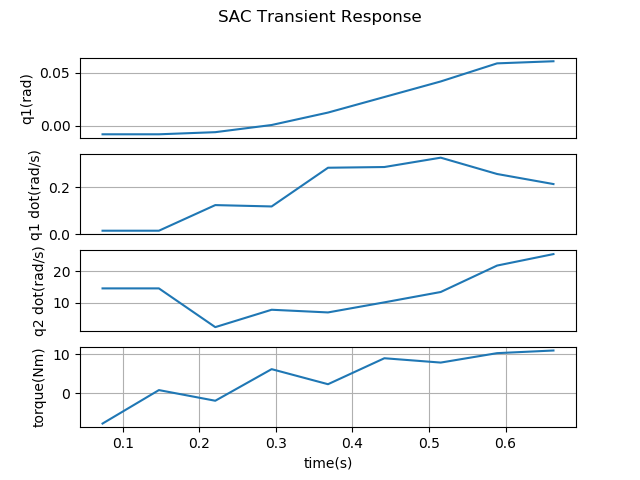 SAC Transient Response
q1(rad)
0.05
0.00
q1 dot(rad/s)
0.2
0.0
q2 dot(rad/s)
20
10
torque(Nm)
10
0
0.1 0.2 0.3 0.4 0.5 0.6
time(s)